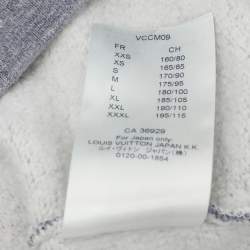 VCCM09
FR CH
XXS 160/80
XS 165/85
S 170/90
M 175/95
L 180/100
XL 185/105
XXL 190/110
XXXL 195/115
CA 36929
For Japan only:
LOUIS VUITTON JAPAN K.K.
ルイ・ヴィトン ジャパン(株)
0120-00-1854